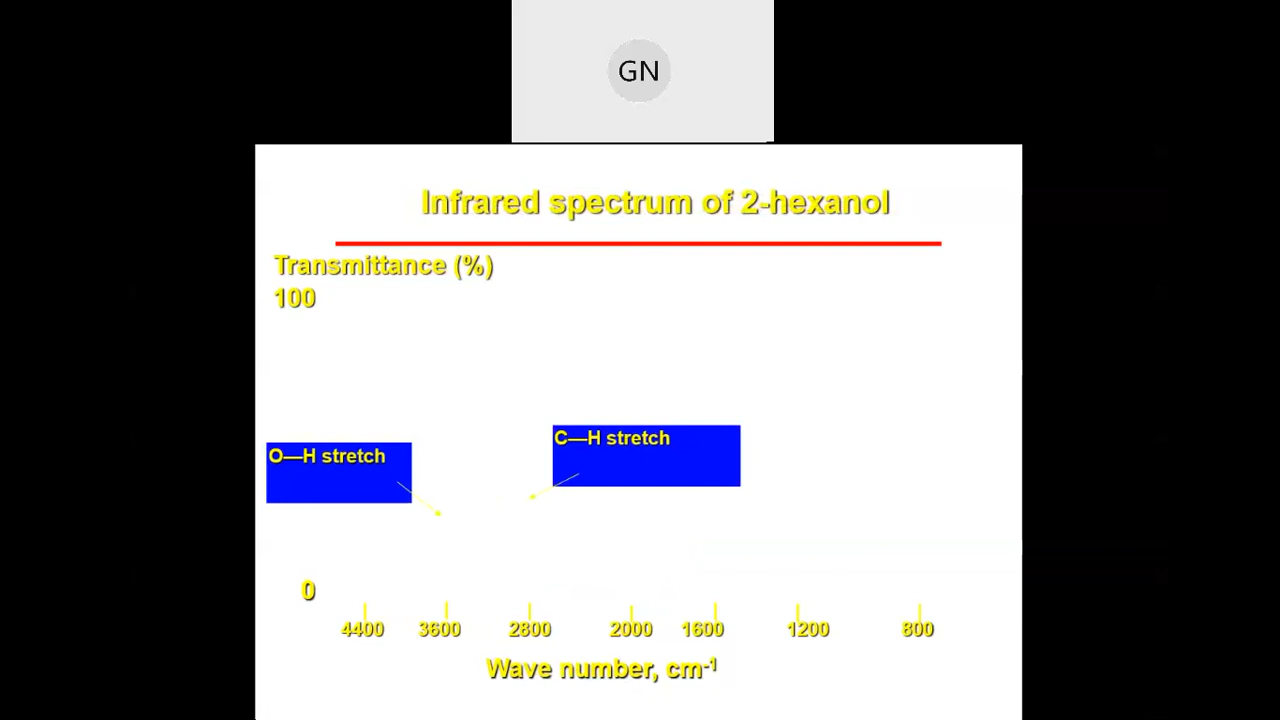 GN
Infrared spectrum of 2-hexanol
Transmittance (%)
100
C—H stretch
O—H stretch
0
4400 3600 2800 2000 1600 1200 800
Wave number, cm-1